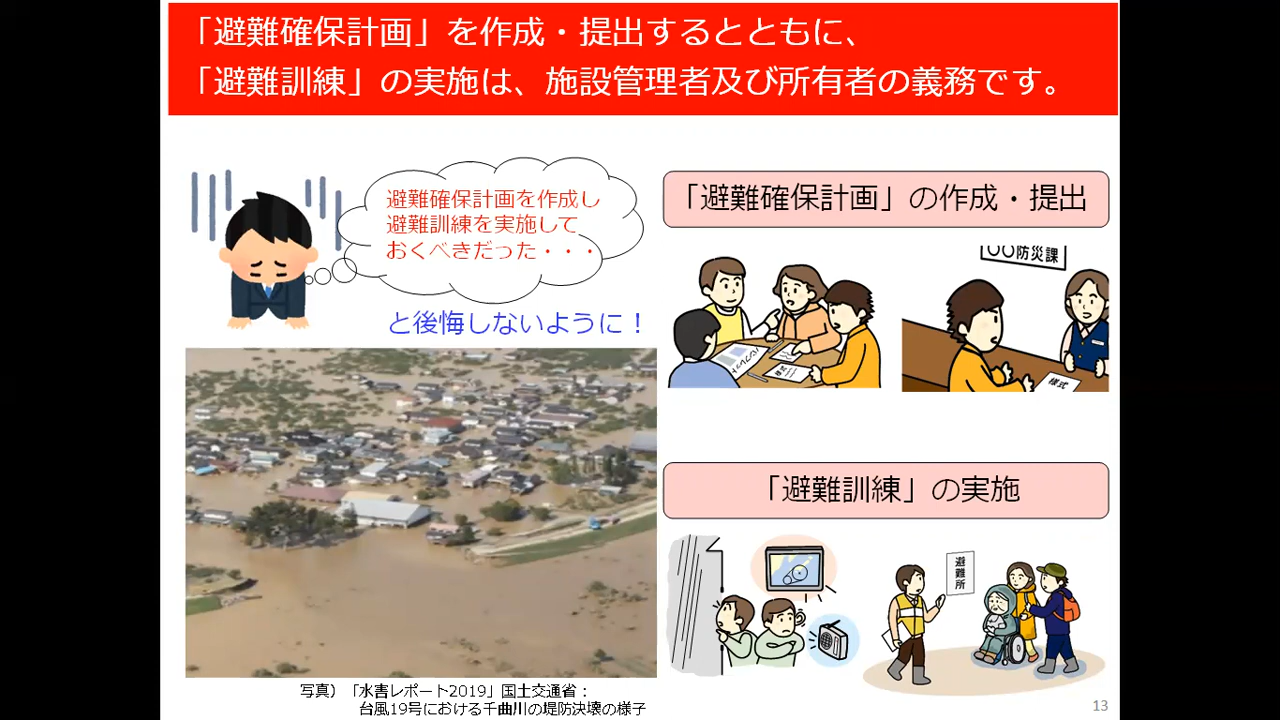 「避難確保計画」を作成・提出するとともに、
「避難訓練」の実施は、施設管理者及び所有者の義務です。
避難確保計画を作成し
避難訓練を実施して
おくべきだった・・・
と後悔しないように！
「避難確保計画」の作成・提出
〇〇防災課
パンフレット
様式
「避難訓練」の実施
避難所
写真）「水害レポート2019」国土交通省：
台風19号における千曲川の堤防決壊の様子
13